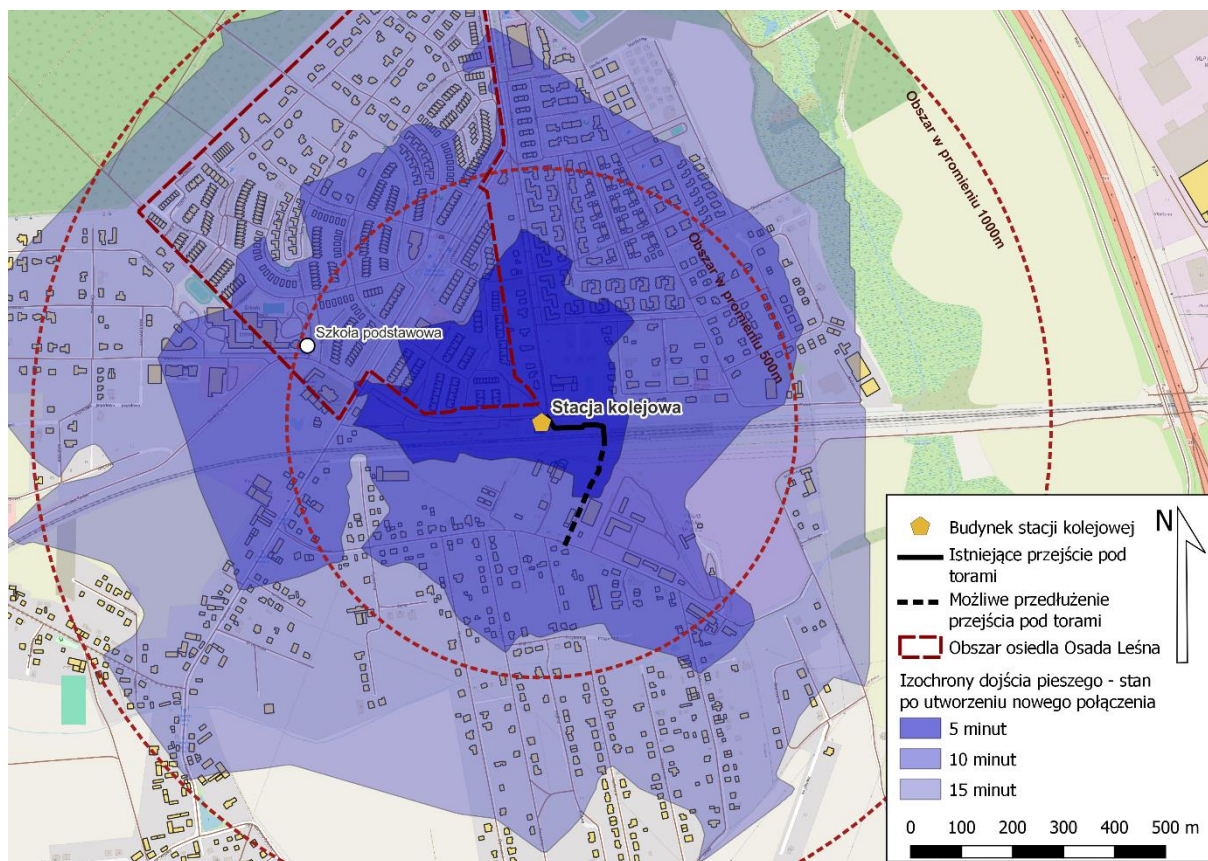 Obszar w promieniu 1000m
Obszar w promieniu 500m
Szkoła podstawowa
Stacja kolejowa
N
Budynek stacji kolejowej
Istniejące przejście pod
torami
Możliwe przedłużenie
przejścia pod torami
Obszar osiedla Osada Leśna
Izochrony dojścia pieszego - stan
po utworzeniu nowego połączenia
5 minut
10 minut
15 minut
0 100 200 300 400 500 m